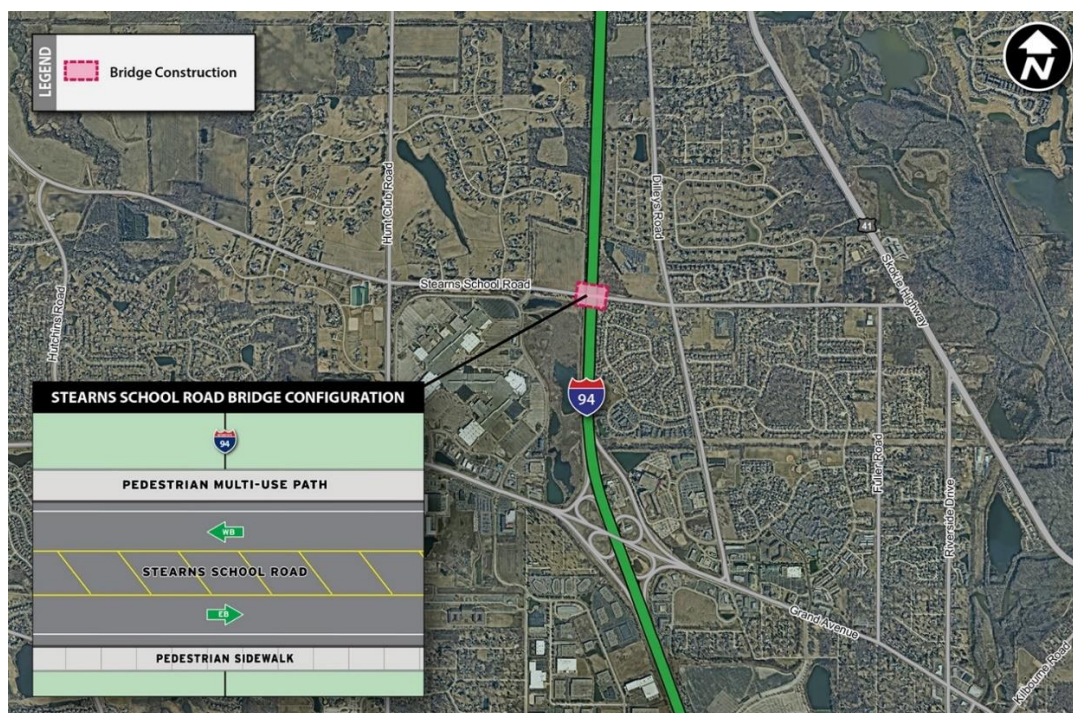 LEGEND
Bridge Construction
N
Hunt Club Road
Dilleys Road
41
Skokie Highway
Stearns School Road
Hutchins Road
94
STEARNS SCHOOL ROAD BRIDGE CONFIGURATION
94
PEDESTRIAN MULTI-USE PATH
WB
STEARNS SCHOOL ROAD
EB
PEDESTRIAN SIDEWALK
Fuller Road
Riverside Drive
Grand Avenue
Kilbourne Road